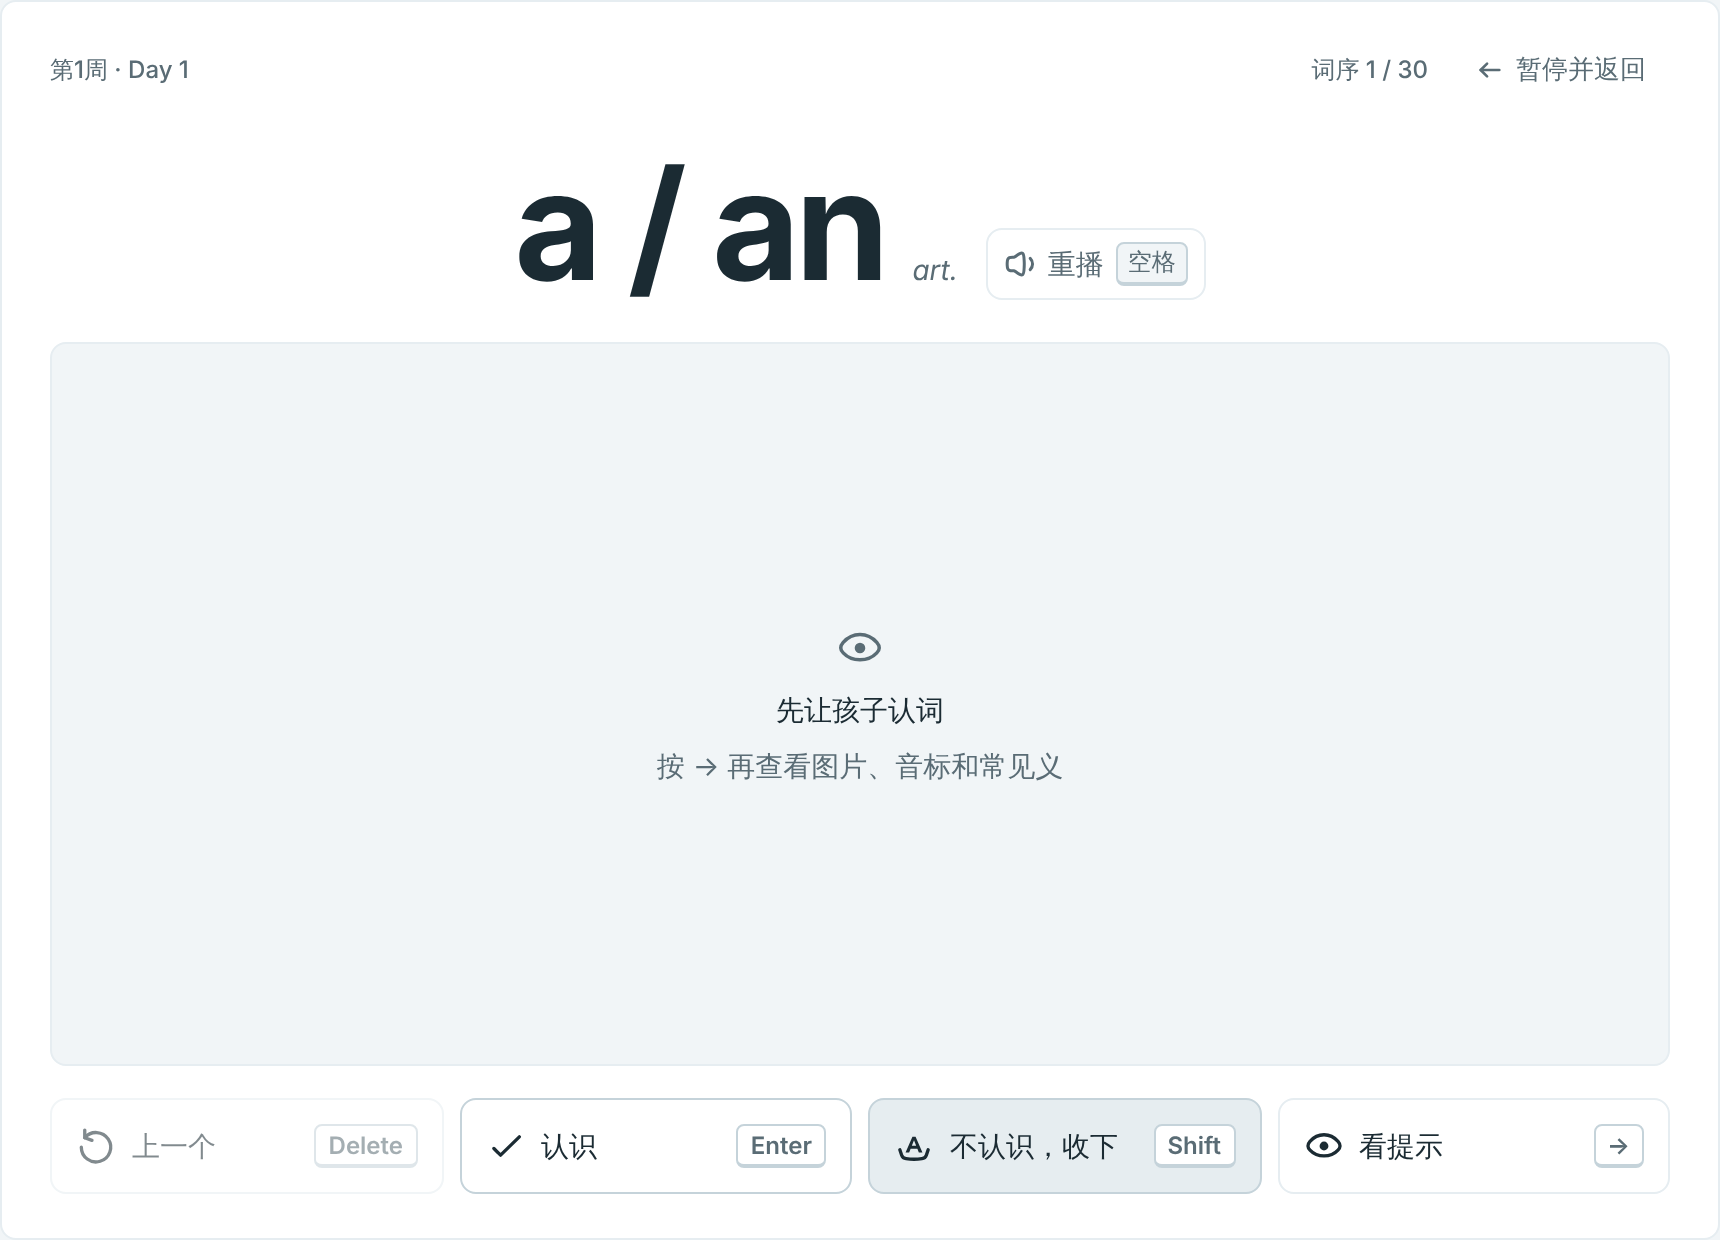 第1周 · Day 1
词序 1 / 30
← 暂停并返回
a / an art.
重播 空格
先让孩子认词
按 → 再查看图片、音标和常见义
上一个 Delete
认识 Enter
不认识，收下 Shift
看提示 →